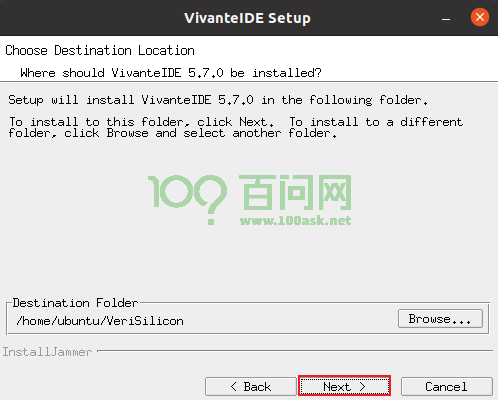 VivanteIDE Setup
Choose Destination Location
Where should VivanteIDE 5.7.0 be installed?
Setup will install VivanteIDE 5.7.0 in the following folder.
To install to this folder, click Next.  To install to a different
folder, click Browse and select another folder.
100? 百问网
www.100ask.net
Destination Folder
/home/ubuntu/VeriSilicon
Browse...
InstallJammer
< Back
Next >
Cancel